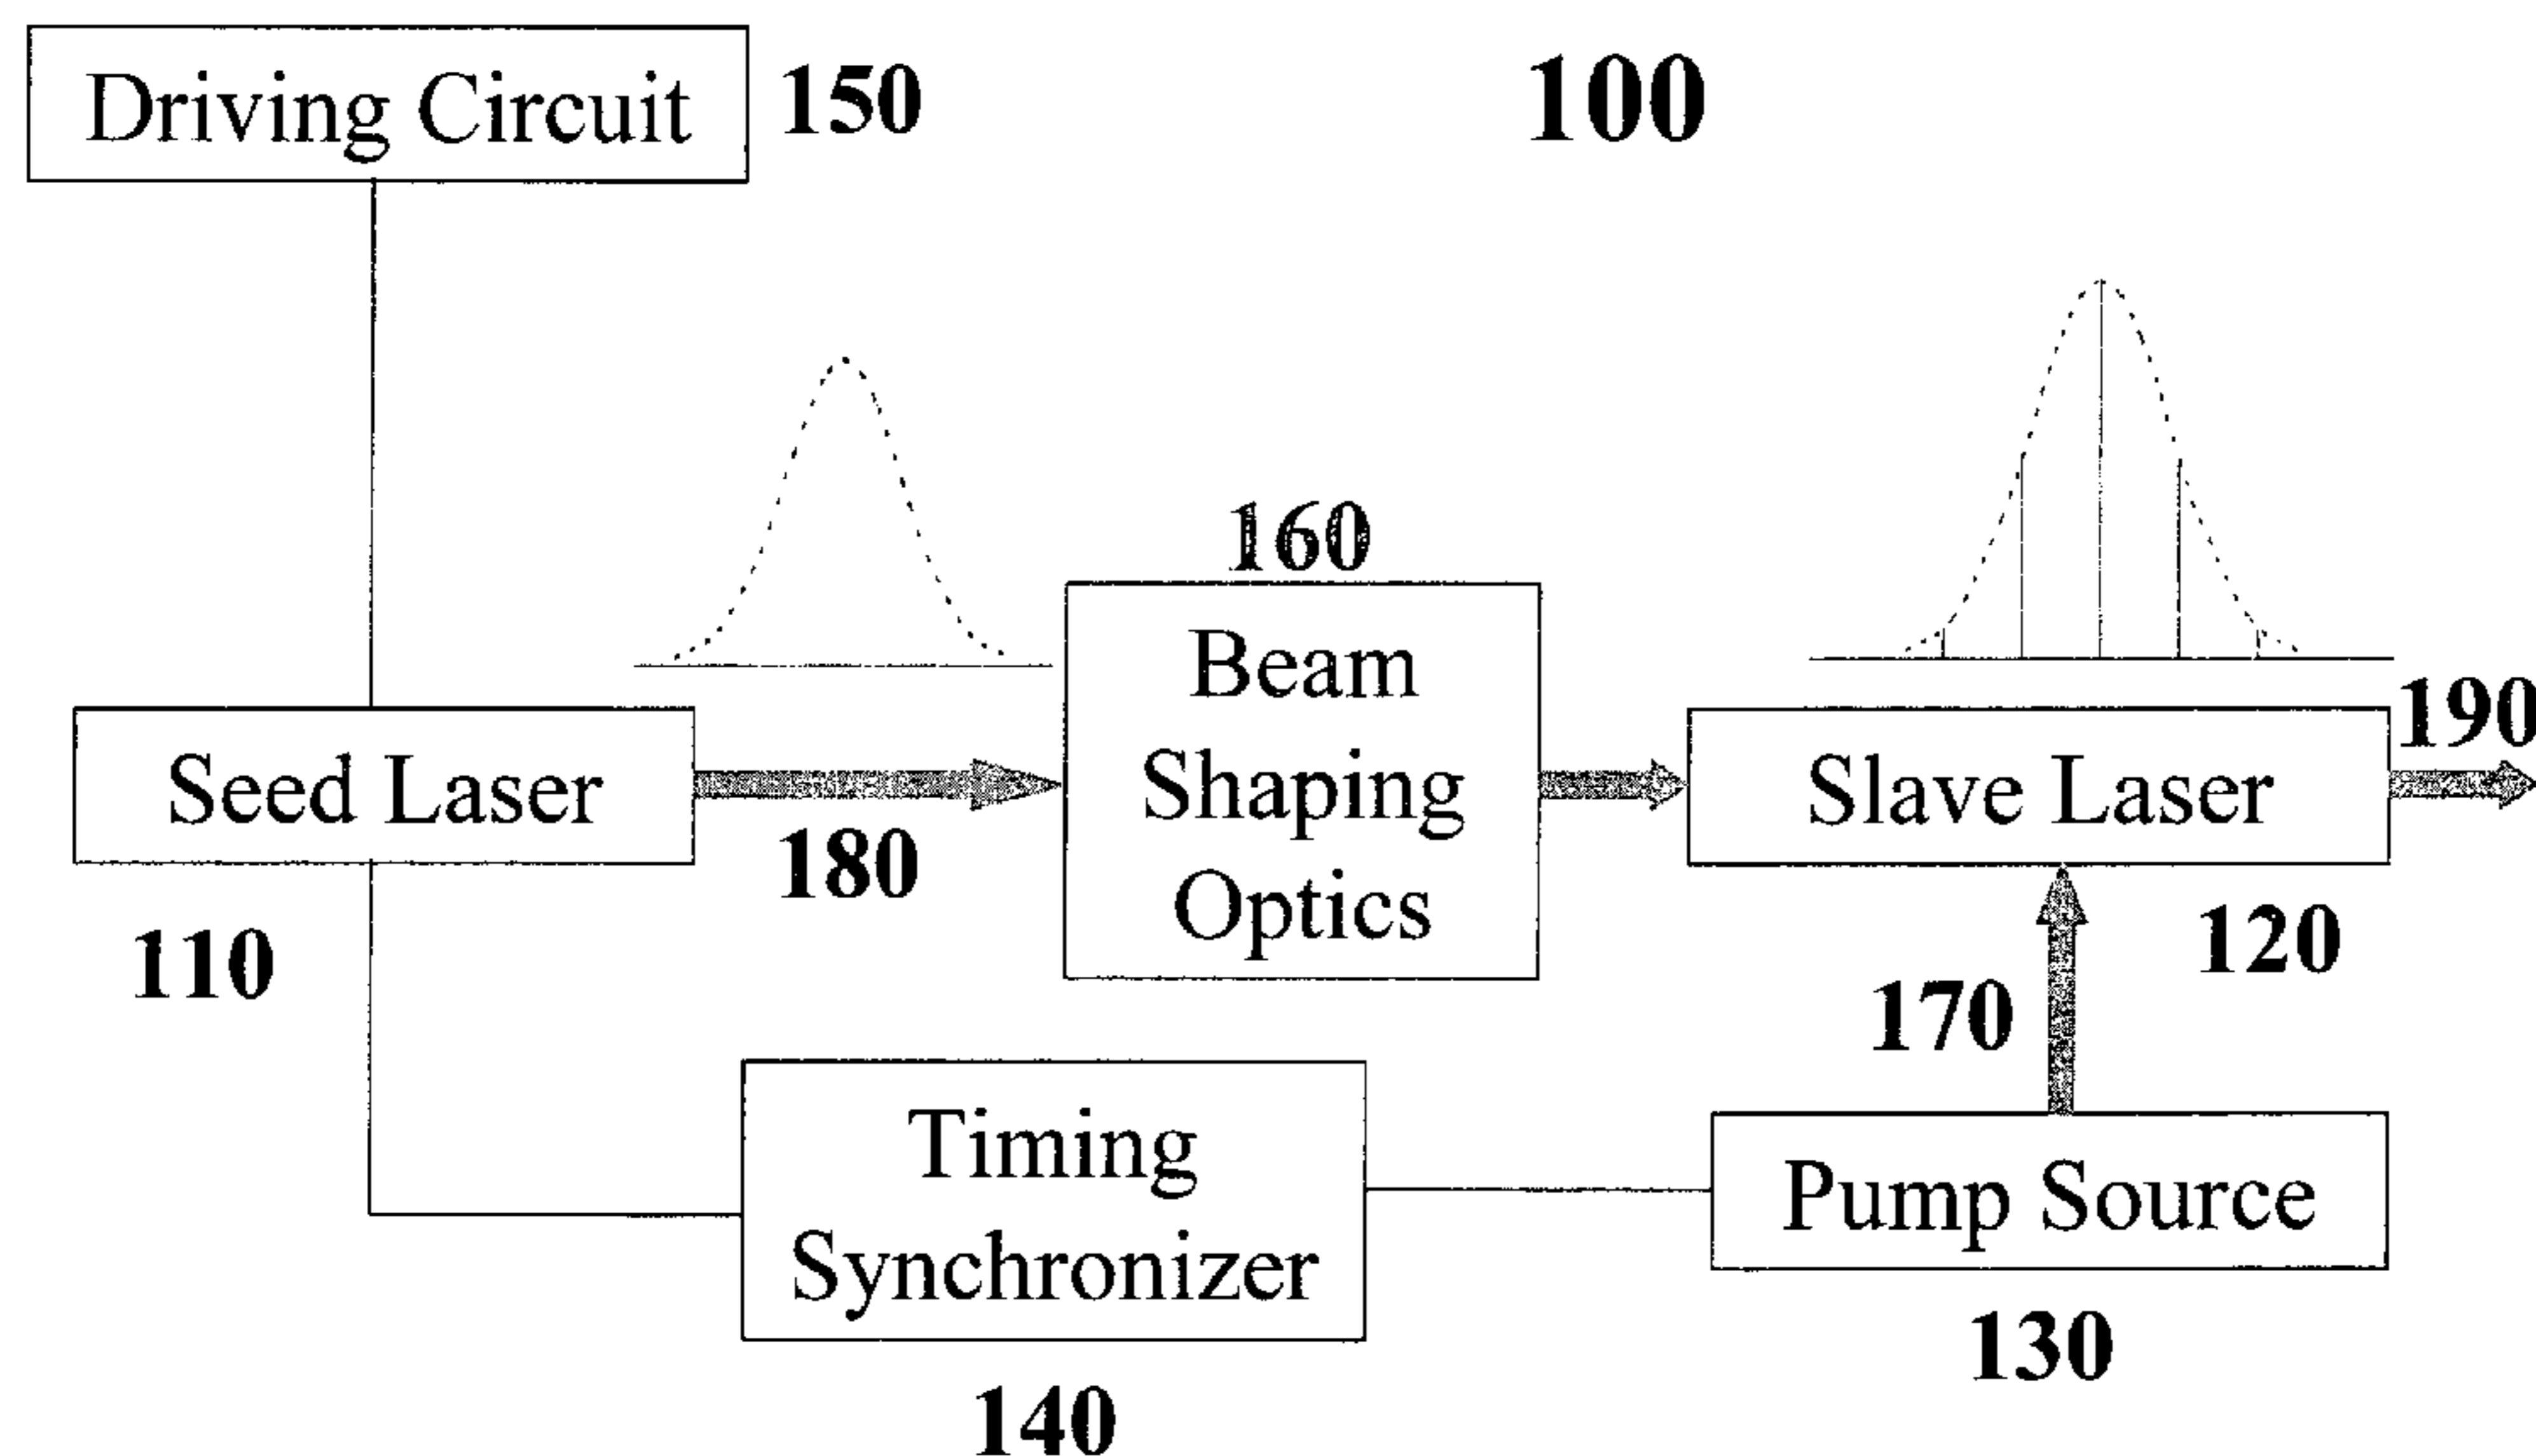 Driving Circuit
150
100
160
Beam
Shaping
Optics
190
Seed Laser
Slave Laser
180
110
120
170
Timing
Synchronizer
Pump Source
130
140